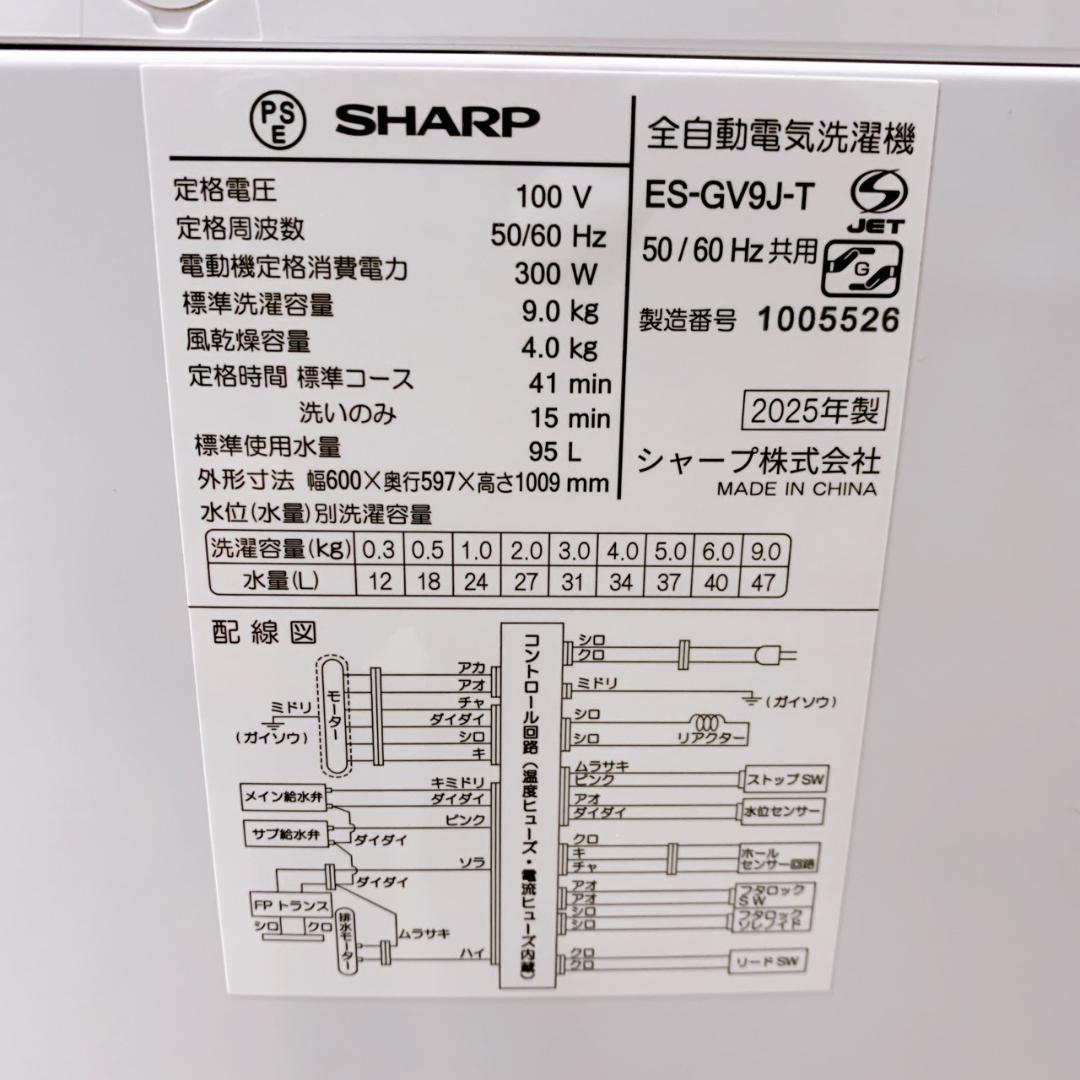 PSE SHARP
定格電圧 100 V
定格周波数 50/60 Hz
電動機定格消費電力 300 W
標準洗濯容量 9.0 kg
風乾燥容量 4.0 kg
定格時間 標準コース 41 min
洗いのみ 15 min
標準使用水量 95 L
外形寸法 幅600×奥行597×高さ1009 mm
全自動電気洗濯機
ES-GV9J-T
JET
50/60 Hz 共用
G
製造番号 1005526
2025年製
シャープ株式会社
MADE IN CHINA
水位(水量)別洗濯容量
洗濯容量(kg) 0.3 0.5 1.0 2.0 3.0 4.0 5.0 6.0 9.0
水量(L) 12 18 24 27 31 34 37 40 47
配線図
モーター
ミドリ
(ガイソウ)
アカ
アオ
チャ
ダイダイ
シロ
キ
メイン給水弁
キミドリ
ダイダイ
サブ給水弁
ピンク
ダイダイ
ソラ
ダイダイ
FPトランス
シロ クロ
排水モーター
ムラサキ
ハイ
コントロール回路(温度ヒューズ・電流ヒューズ内蔵)
シロ
クロ
ミドリ
(ガイソウ)
シロ
シロ
リアクター
ムラサキ
ピンク
ストップSW
アオ
ダイダイ
水位センサー
クロ
キ
チャ
ホール
センサー回路
アオ
アオ
フタロック
SW
シロ
シロ
フタロック
ソレノイド
クロ
クロ
リードSW